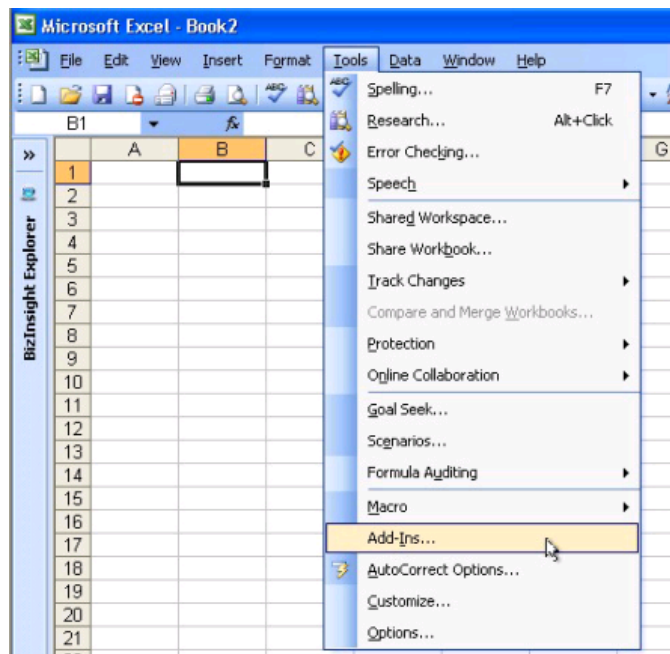 Microsoft Excel - Book2
File Edit View Insert Format Tools Data Window Help
B1 fx
A B C G
BizInsight Explorer
1
2
3
4
5
6
7
8
9
10
11
12
13
14
15
16
17
18
19
20
21
Spelling... F7
Research... Alt+Click
Error Checking...
Speech
Shared Workspace...
Share Workbook...
Track Changes
Compare and Merge Workbooks...
Protection
Online Collaboration
Goal Seek...
Scenarios...
Formula Auditing
Macro
Add-Ins...
AutoCorrect Options...
Customize...
Options...